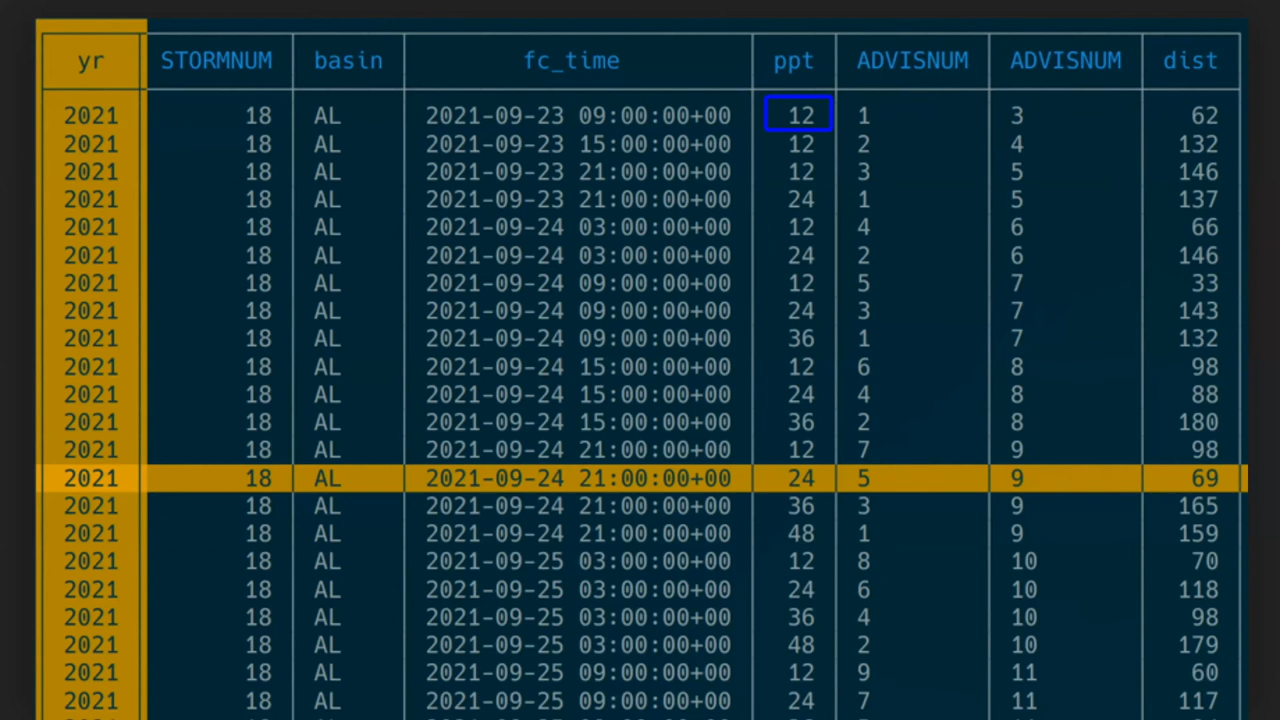 yr STORMNUM basin fc_time ppt ADVISNUM ADVISNUM dist
2021 18 AL 2021-09-23 09:00:00+00 12 1 3 62
2021 18 AL 2021-09-23 15:00:00+00 12 2 4 132
2021 18 AL 2021-09-23 21:00:00+00 12 3 5 146
2021 18 AL 2021-09-23 21:00:00+00 24 1 5 137
2021 18 AL 2021-09-24 03:00:00+00 12 4 6 66
2021 18 AL 2021-09-24 03:00:00+00 24 2 6 146
2021 18 AL 2021-09-24 09:00:00+00 12 5 7 33
2021 18 AL 2021-09-24 09:00:00+00 24 3 7 143
2021 18 AL 2021-09-24 09:00:00+00 36 1 7 132
2021 18 AL 2021-09-24 15:00:00+00 12 6 8 98
2021 18 AL 2021-09-24 15:00:00+00 24 4 8 88
2021 18 AL 2021-09-24 15:00:00+00 36 2 8 180
2021 18 AL 2021-09-24 21:00:00+00 12 7 9 98
2021 18 AL 2021-09-24 21:00:00+00 24 5 9 69
2021 18 AL 2021-09-24 21:00:00+00 36 3 9 165
2021 18 AL 2021-09-24 21:00:00+00 48 1 9 159
2021 18 AL 2021-09-25 03:00:00+00 12 8 10 70
2021 18 AL 2021-09-25 03:00:00+00 24 6 10 118
2021 18 AL 2021-09-25 03:00:00+00 36 4 10 98
2021 18 AL 2021-09-25 03:00:00+00 48 2 10 179
2021 18 AL 2021-09-25 09:00:00+00 12 9 11 60
2021 18 AL 2021-09-25 09:00:00+00 24 7 11 117